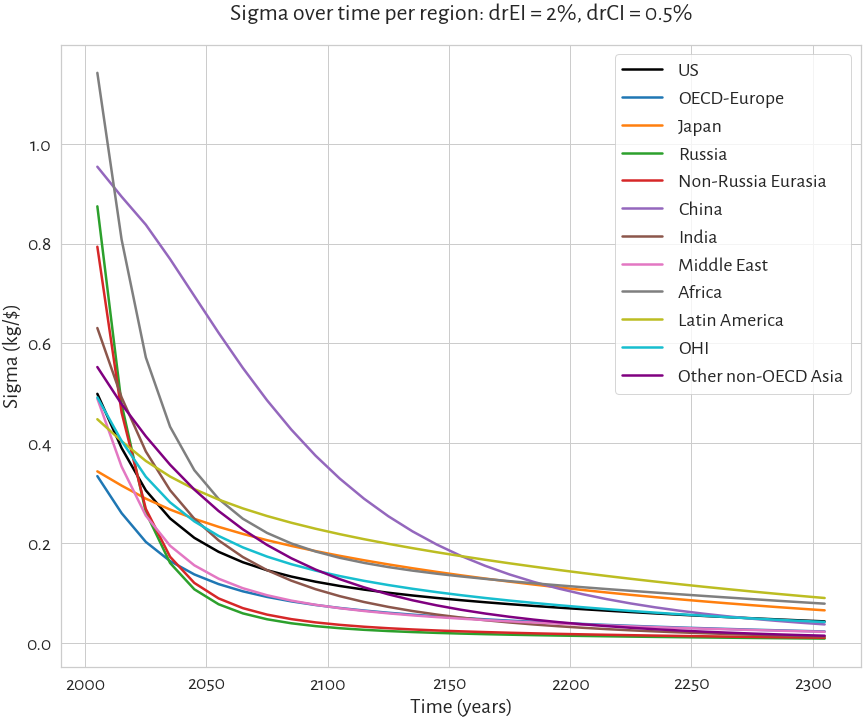 Sigma over time per region: drEI = 2%, drCI = 0.5%
Sigma (kg/$)
1.0
0.8
0.6
0.4
0.2
0.0
US
OECD-Europe
Japan
Russia
Non-Russia Eurasia
China
India
Middle East
Africa
Latin America
OHI
Other non-OECD Asia
2000 2050 2100 2150 2200 2250 2300
Time (years)